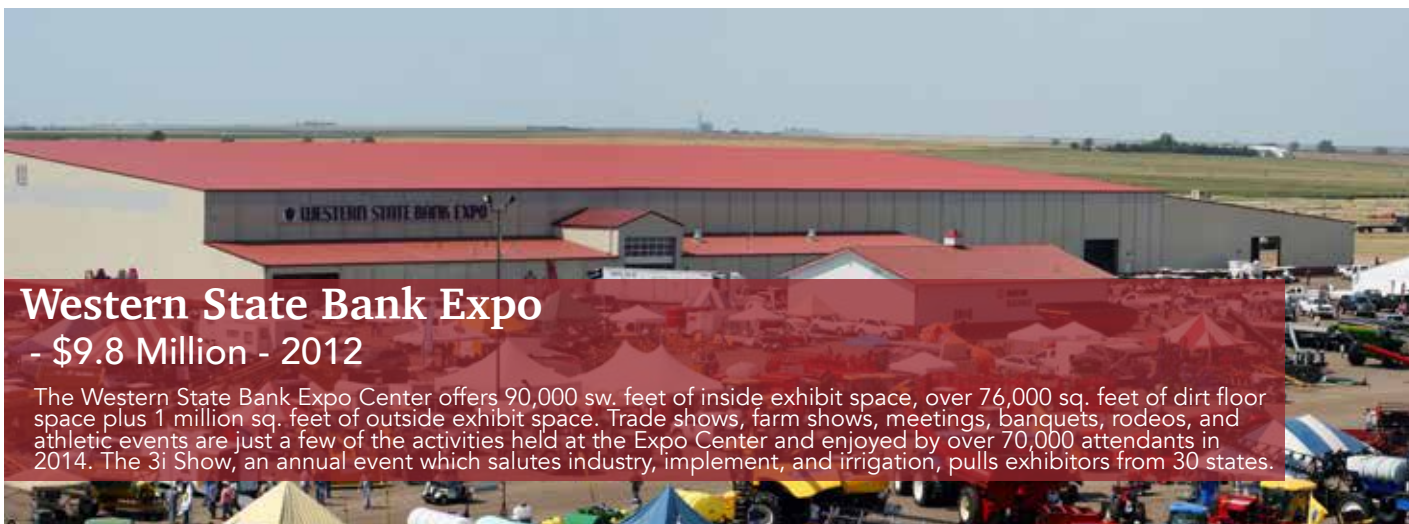 WESTERN STATE BANK EXPO
Western State Bank Expo
- $9.8 Million - 2012
The Western State Bank Expo Center offers 90,000 sw. feet of inside exhibit space, over 76,000 sq. feet of dirt floor
space plus 1 million sq. feet of outside exhibit space. Trade shows, farm shows, meetings, banquets, rodeos, and
athletic events are just a few of the activities held at the Expo Center and enjoyed by over 70,000 attendants in
2014. The 3i Show, an annual event which salutes industry, implement, and irrigation, pulls exhibitors from 30 states.